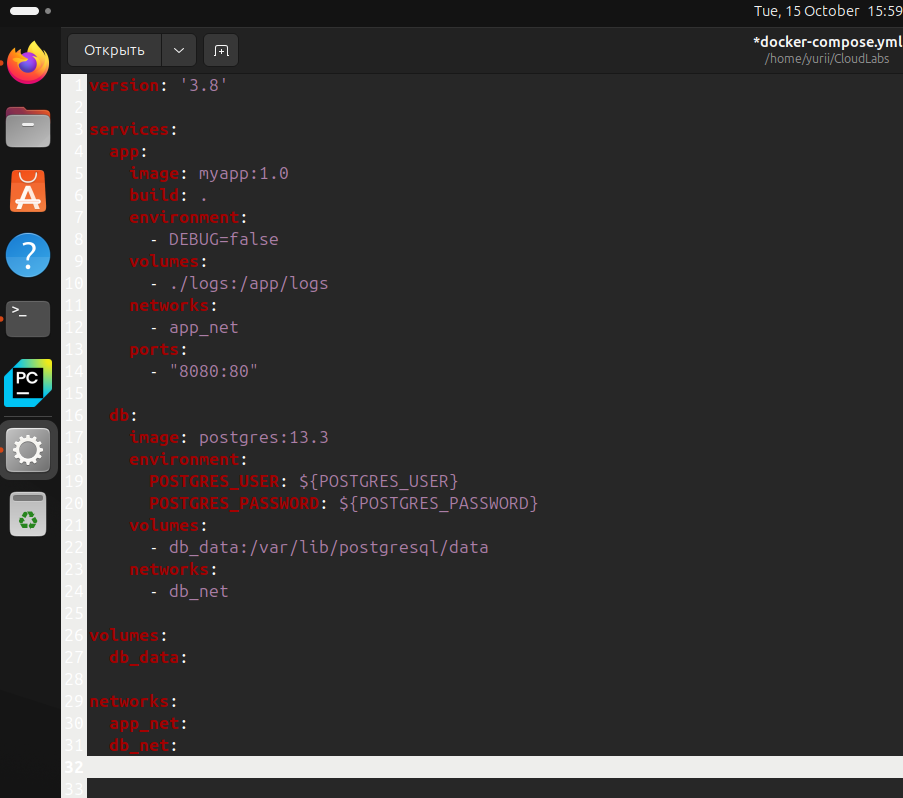 Tue, 15 October 15:59
Открыть
*docker-compose.yml
/home/yurii/CloudLabs
1 version: '3.8'
2
3 services:
4   app:
5     image: myapp:1.0
6     build: .
7     environment:
8       - DEBUG=false
9     volumes:
10       - ./logs:/app/logs
11     networks:
12       - app_net
13     ports:
14       - "8080:80"
15
16   db:
17     image: postgres:13.3
18     environment:
19       POSTGRES_USER: ${POSTGRES_USER}
20       POSTGRES_PASSWORD: ${POSTGRES_PASSWORD}
21     volumes:
22       - db_data:/var/lib/postgresql/data
23     networks:
24       - db_net
25
26 volumes:
27   db_data:
28
29 networks:
30   app_net:
31   db_net:
32
33
?
>_
PC